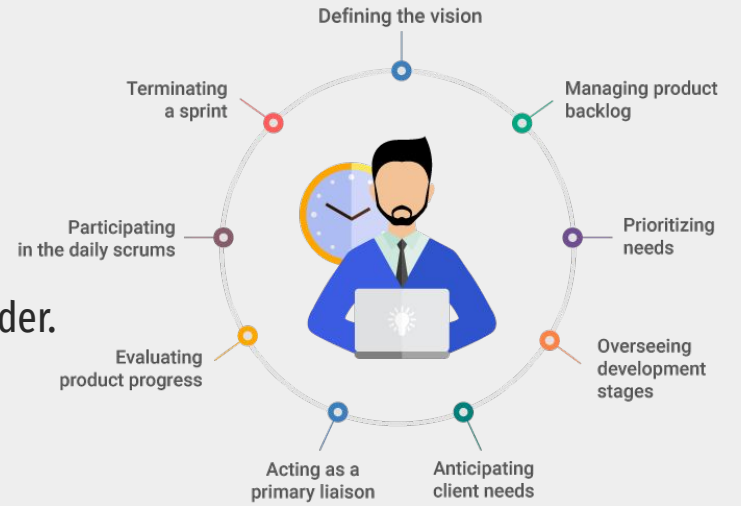 Defining the vision
Managing product
backlog
Prioritizing
needs
Overseeing
development
stages
Anticipating
client needs
Acting as a
primary liaison
Evaluating
product progress
Participating
in the daily scrums
Terminating
a sprint
der.